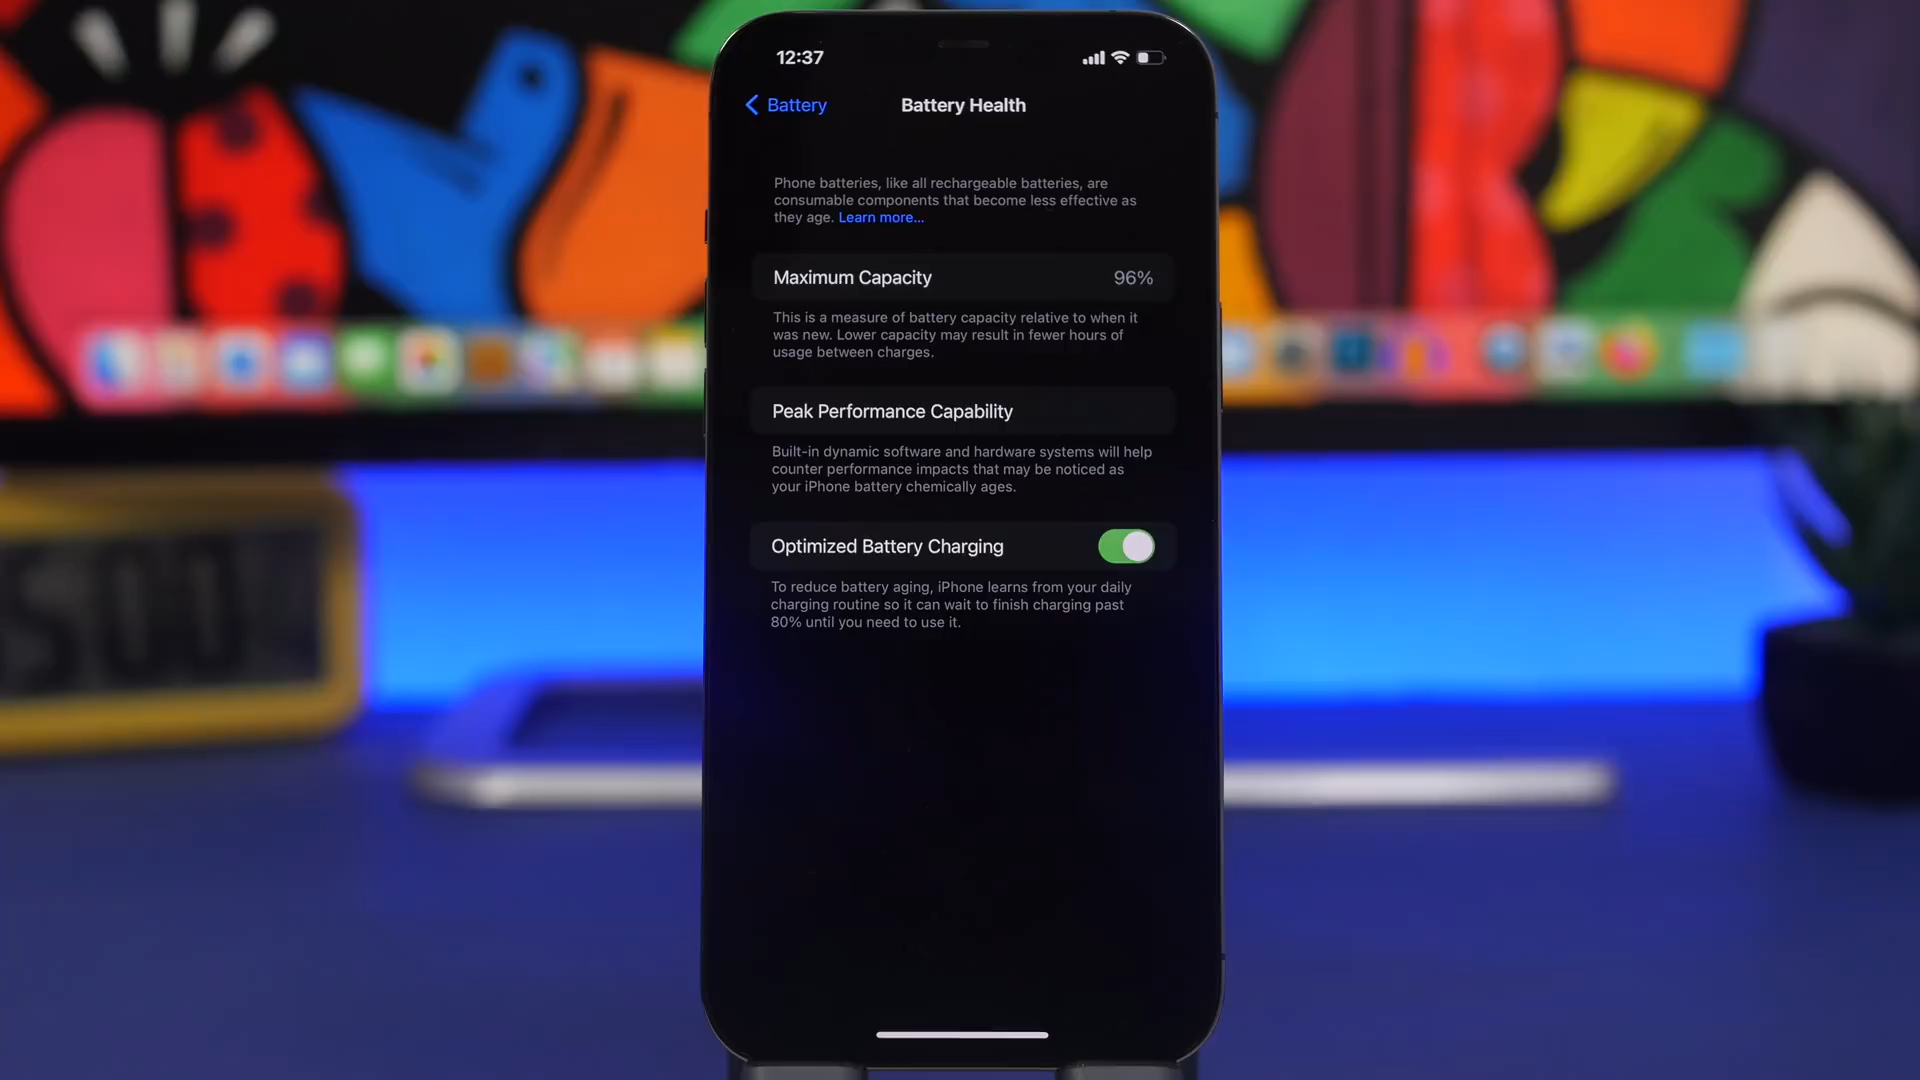 12:37
Battery
Battery Health
Phone batteries, like all rechargeable batteries, are
consumable components that become less effective as
they age. Learn more...
Maximum Capacity 96%
This is a measure of battery capacity relative to when it
was new. Lower capacity may result in fewer hours of
usage between charges.
Peak Performance Capability
Built-in dynamic software and hardware systems will help
counter performance impacts that may be noticed as
your iPhone battery chemically ages.
Optimized Battery Charging
To reduce battery aging, iPhone learns from your daily
charging routine so it can wait to finish charging past
80% until you need to use it.